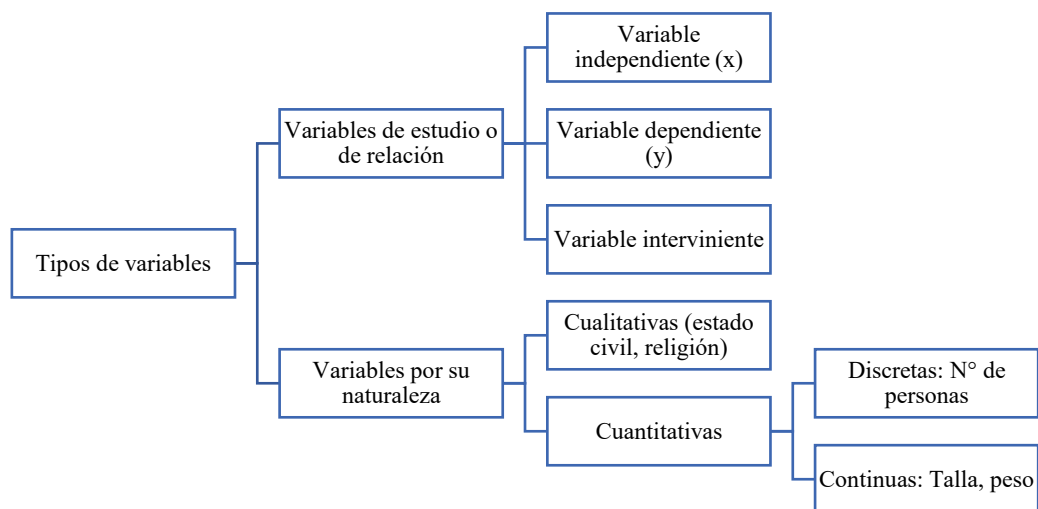 Tipos de variables
Variables de estudio o
de relación
Variable
independiente (x)
Variable dependiente
(y)
Variable interviniente
Variables por su
naturaleza
Cualitativas (estado
civil, religión)
Cuantitativas
Discretas: N° de
personas
Continuas: Talla, peso